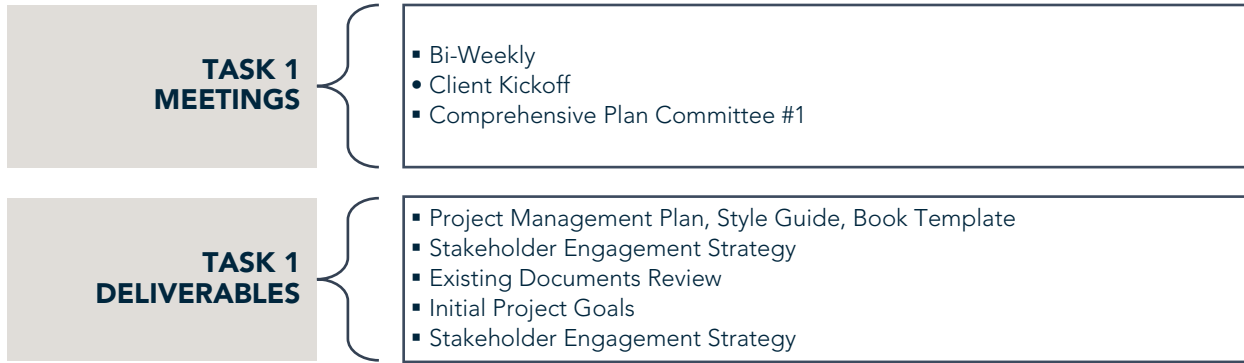 TASK 1
MEETINGS
▪ Bi-Weekly
• Client Kickoff
▪ Comprehensive Plan Committee #1
TASK 1
DELIVERABLES
▪ Project Management Plan, Style Guide, Book Template
▪ Stakeholder Engagement Strategy
▪ Existing Documents Review
▪ Initial Project Goals
▪ Stakeholder Engagement Strategy